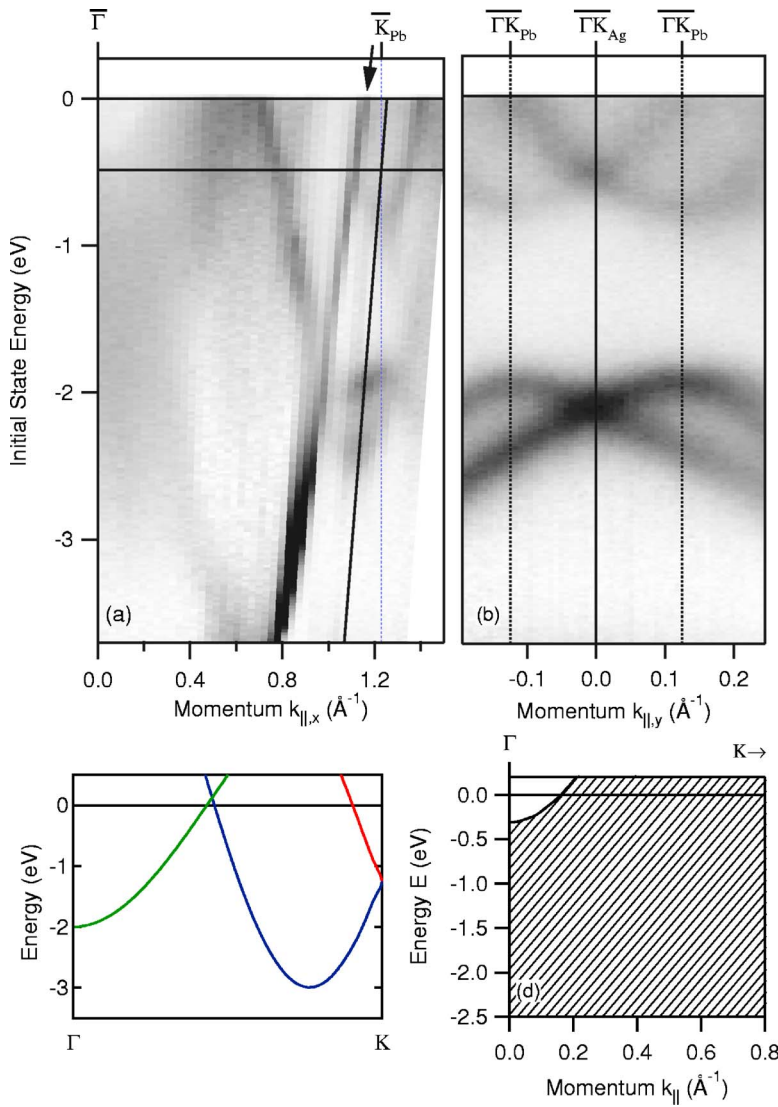 Γ̅ K̅Pb Γ̅K̅Pb Γ̅K̅Ag Γ̅K̅Pb
Initial State Energy (eV)
0
-1
-2
-3
(a)
(b)
0.0 0.4 0.8 1.2
-0.1 0.0 0.1 0.2
Momentum k||,x (Å-1)
Momentum k||,y (Å-1)
Energy (eV)
0
-1
-2
-3
Γ K
Γ K→
Energy E (eV)
0.0
-0.5
-1.0
-1.5
-2.0
-2.5
(d)
0.0 0.2 0.4 0.6 0.8
Momentum k|| (Å-1)